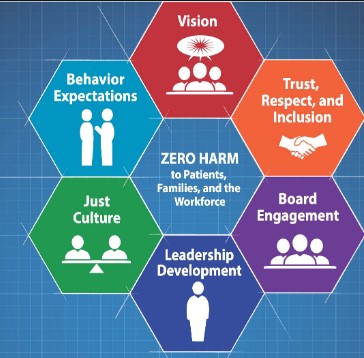 Vision
Behavior
Expectations
Trust,
Respect, and
Inclusion
ZERO HARM
to Patients,
Families, and the
Workforce
Just
Culture
Board
Engagement
Leadership
Development